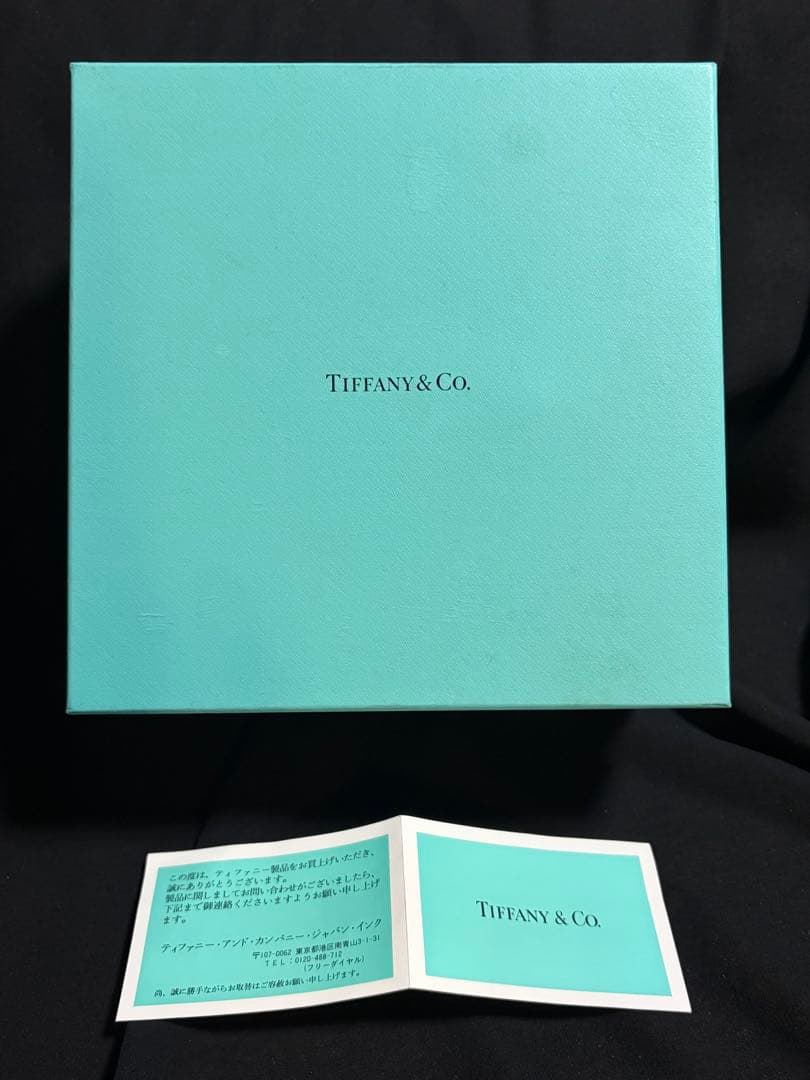 TIFFANY & CO.
この度は、ティファニー製品をお買上げいただき、
誠にありがとうございます。
製品に関しましてお問い合わせがございましたら、
下記まで御連絡くださいますようお願い申し上げ
ます。
ティファニー・アンド・カンパニー・ジャパン・インク
〒107-0062 東京都港区南青山3-1-31
TEL:0120-488-712
(フリーダイヤル)
尚、誠に勝手ながらお取替はご容赦お願い申し上げます。
TIFFANY & CO.